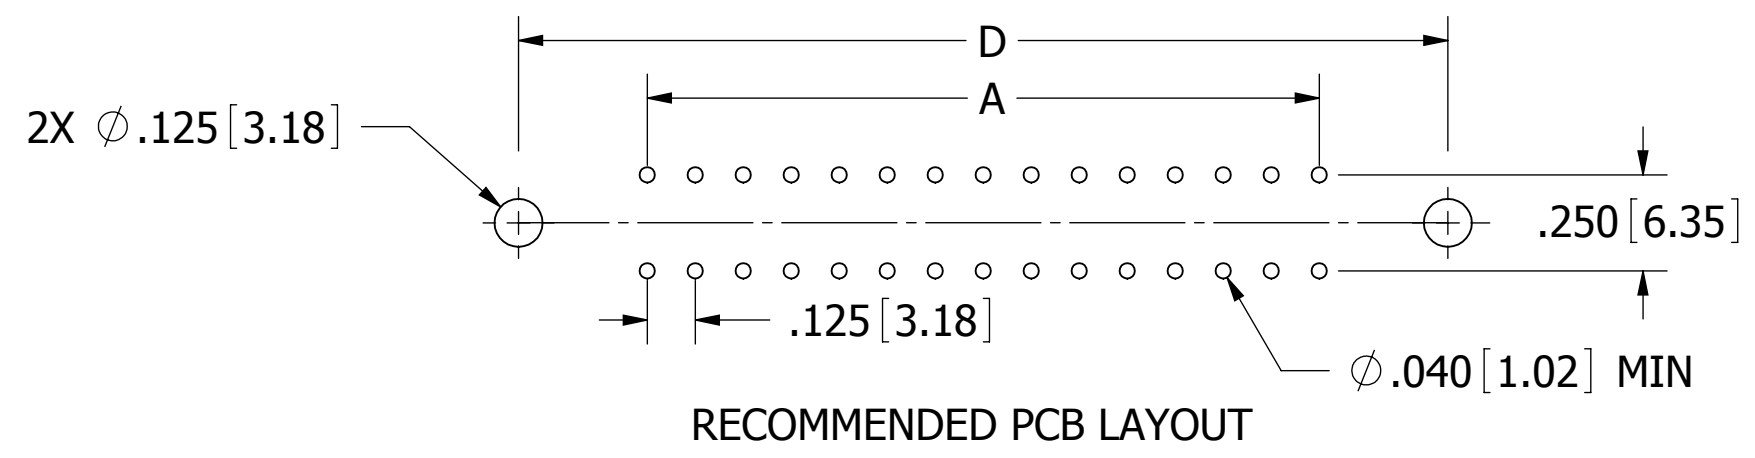 D
A
2X ∅.125[3.18]
.250[6.35]
.125[3.18]
∅.040[1.02] MIN
RECOMMENDED PCB LAYOUT